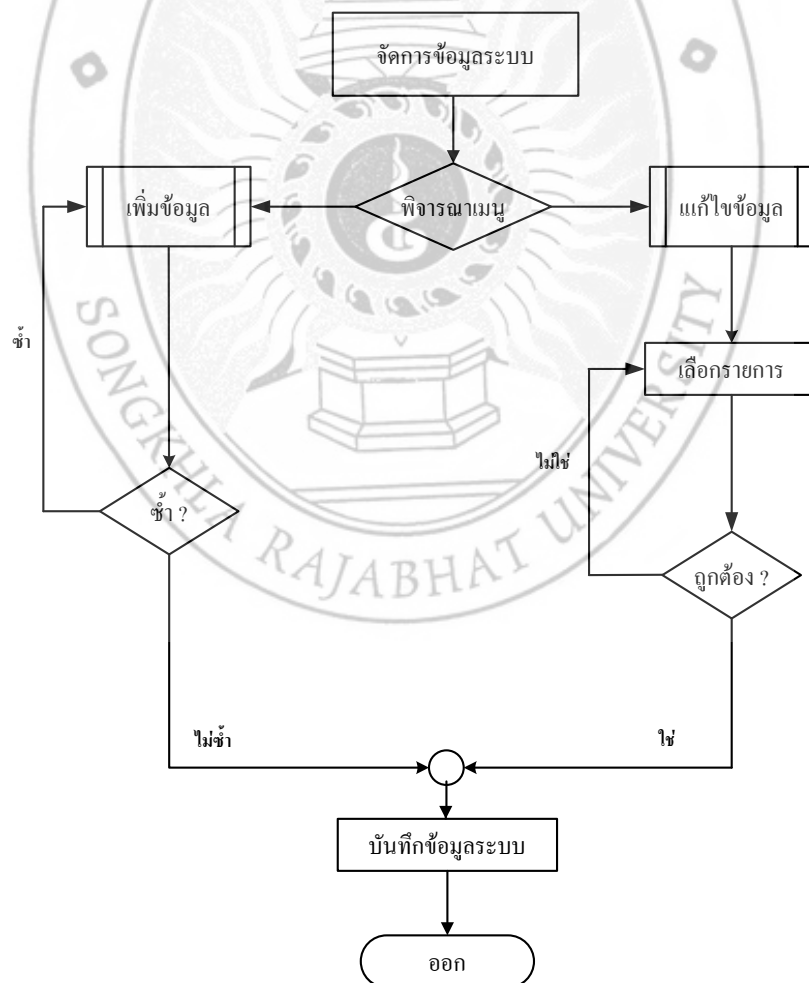 จัดการข้อมูลระบบ
เพิ่มข้อมูล
พิจารณาเมนู
แก้ไขข้อมูล
ซ้ำ
เลือกรายการ
ไม่ใช่
ซ้ำ ?
ถูกต้อง ?
ไม่ซ้ำ
ใช่
บันทึกข้อมูลระบบ
ออก
SONGKHLA RAJABHAT UNIVERSITY